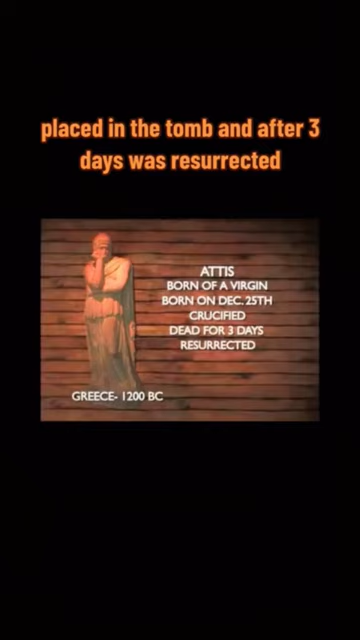 placed in the tomb and after 3
days was resurrected
ATTIS
BORN OF A VIRGIN
BORN ON DEC. 25TH
CRUCIFIED
DEAD FOR 3 DAYS
RESURRECTED
GREECE- 1200 BC